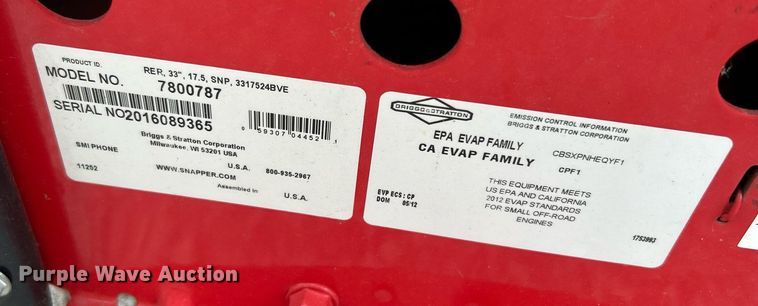 PRODUCT ID. RER, 33", 17.5, SNP, 3317524BVE
MODEL NO. 7800787
SERIAL NO2016089365
0 59307 04452
Briggs & Stratton Corporation
Milwaukee, WI 53201 USA
SMI PHONE U.S.A. 800-935-2967
11252 WWW.SNAPPER.COM
Assembled in U.S.A.
BRIGGS&STRATTON
EMISSION CONTROL INFORMATION
BRIGGS & STRATTON CORPORATION
EPA EVAP FAMILY CBSXPNHEQYF1
CA EVAP FAMILY CPF1
THIS EQUIPMENT MEETS
US EPA AND CALIFORNIA
2012 EVAP STANDARDS
FOR SMALL OFF-ROAD
ENGINES
EVP ECS: CP
DOM 05/12
1753993
Purple Wave Auction